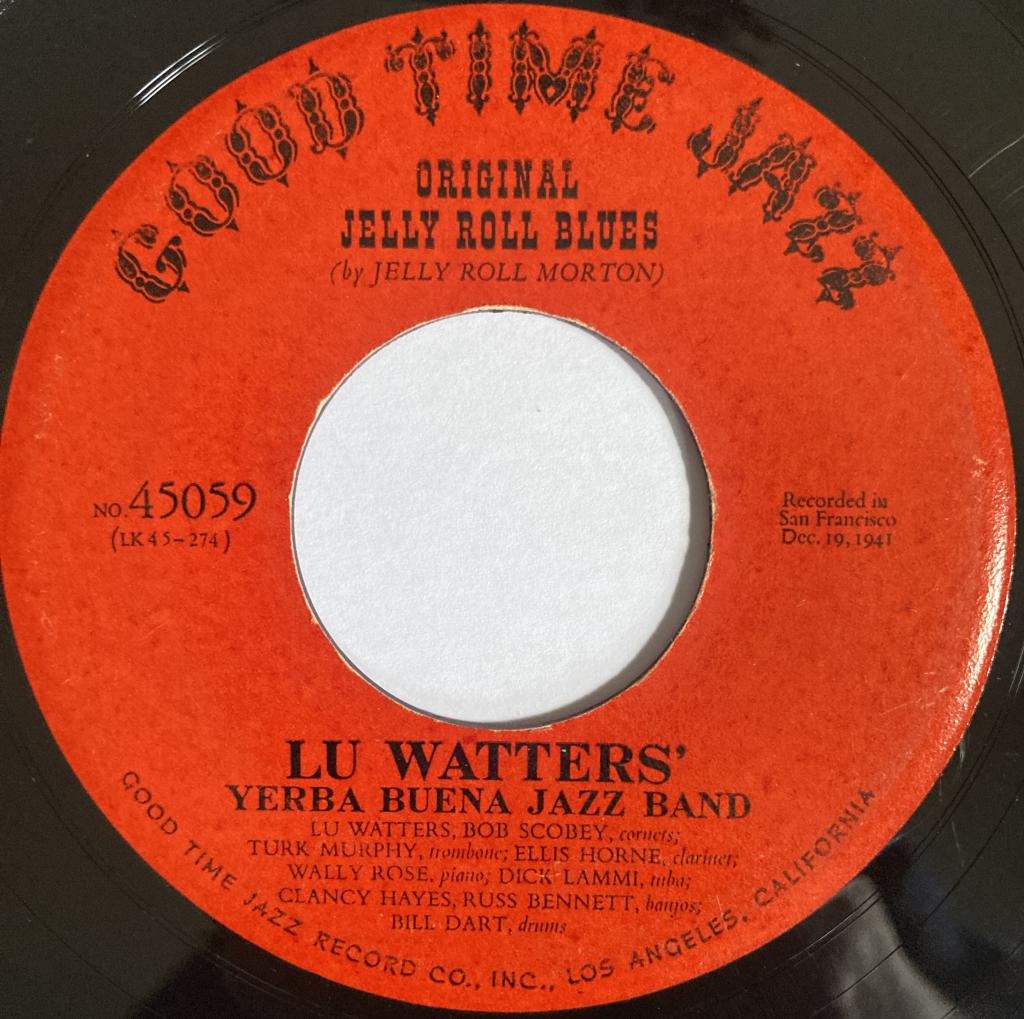 GOOD TIME JAZZ
ORIGINAL
JELLY ROLL BLUES
(by JELLY ROLL MORTON)
NO. 45059
(LK 45-274)
Recorded in
San Francisco
Dec. 19, 1941
LU WATTERS'
YERBA BUENA JAZZ BAND
LU WATTERS, BOB SCOBEY, cornets;
TURK MURPHY, trombone; ELLIS HORNE, clarinet;
WALLY ROSE, piano; DICK LAMMI, tuba;
CLANCY HAYES, RUSS BENNETT, banjos;
BILL DART, drums
GOOD TIME JAZZ RECORD CO., INC., LOS ANGELES, CALIFORNIA